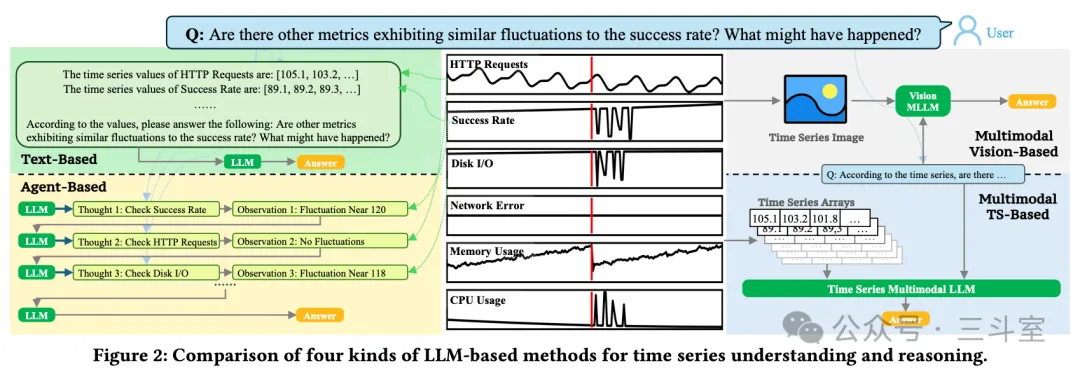 Q: Are there other metrics exhibiting similar fluctuations to the success rate? What might have happened?
User
The time series values of HTTP Requests are: [105.1, 103.2, …]
The time series values of Success Rate are: [89.1, 89.2, 89.3, …]
……
According to the values, please answer the following: Are other metrics
exhibiting similar fluctuations to the success rate? What might have happened?
Text-Based
LLM
Answer
Agent-Based
LLM
Thought 1: Check Success Rate
Observation 1: Fluctuation Near 120
LLM
Thought 2: Check HTTP Requests
Observation 2: No Fluctuations
LLM
Thought 3: Check Disk I/O
Observation 3: Fluctuation Near 118
……
LLM
Answer
HTTP Requests
Success Rate
Disk I/O
Network Error
Memory Usage
CPU Usage
Time Series Image
Vision
MLLM
Answer
Multimodal
Vision-Based
Q: According to the time series, are there …
Multimodal
TS-Based
Time Series Arrays
105.1 103.2 101.8 …
89.1 89.2 89.3 …
Time Series Multimodal LLM
Answer
公众号 · 三斗室
Figure 2: Comparison of four kinds of LLM-based methods for time series understanding and reasoning.